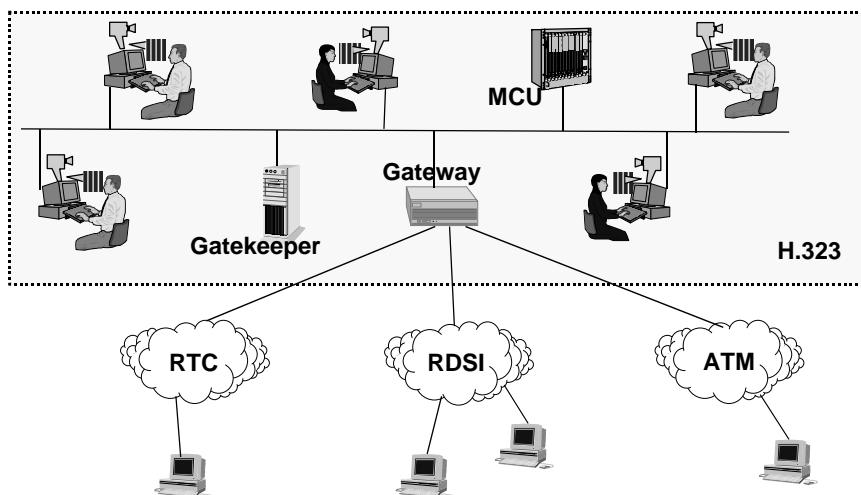 MCU
Gateway
Gatekeeper
H.323
RTC
RDSI
ATM